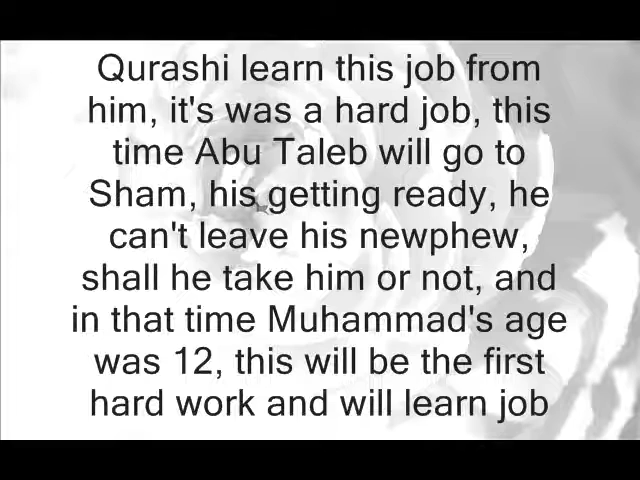 Qurashi learn this job from
him, it's was a hard job, this
time Abu Taleb will go to
Sham, his getting ready, he
can't leave his newphew,
shall he take him or not, and
in that time Muhammad's age
was 12, this will be the first
hard work and will learn job